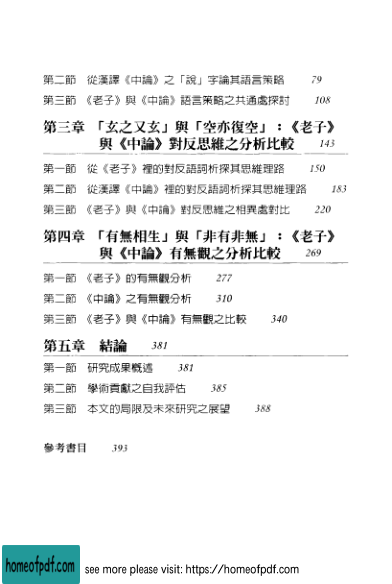 第二節　從漢譯《中論》之「說」字論其語言策略　79
第三節　《老子》與《中論》語言策略之共通處探討　108
第三章　「玄之又玄」與「空亦復空」：《老子》
與《中論》對反思維之分析比較　143
第一節　從《老子》裡的對反語詞析探其思維理路　150
第二節　從漢譯《中論》裡的對反語詞析探其思維理路　183
第三節　《老子》與《中論》對反思維之相異處對比　220
第四章　「有無相生」與「非有非無」：《老子》
與《中論》有無觀之分析比較　269
第一節　《老子》的有無觀分析　277
第二節　《中論》之有無觀分析　310
第三節　《老子》與《中論》有無觀之比較　340
第五章　結論　381
第一節　研究成果概述　381
第二節　學術貢獻之自我評估　385
第三節　本文的局限及未來研究之展望　388
參考書目　393
homeofpdf.com
see more please visit: https://homeofpdf.com